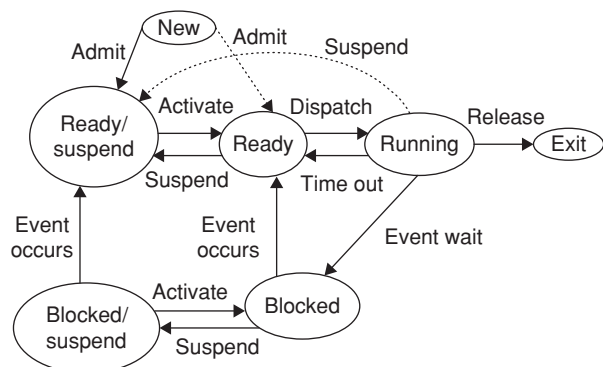 New
Admit
Admit
Suspend
Ready/
suspend
Activate
Suspend
Ready
Dispatch
Time out
Running
Release
Exit
Event
occurs
Event
occurs
Event wait
Blocked/
suspend
Activate
Suspend
Blocked